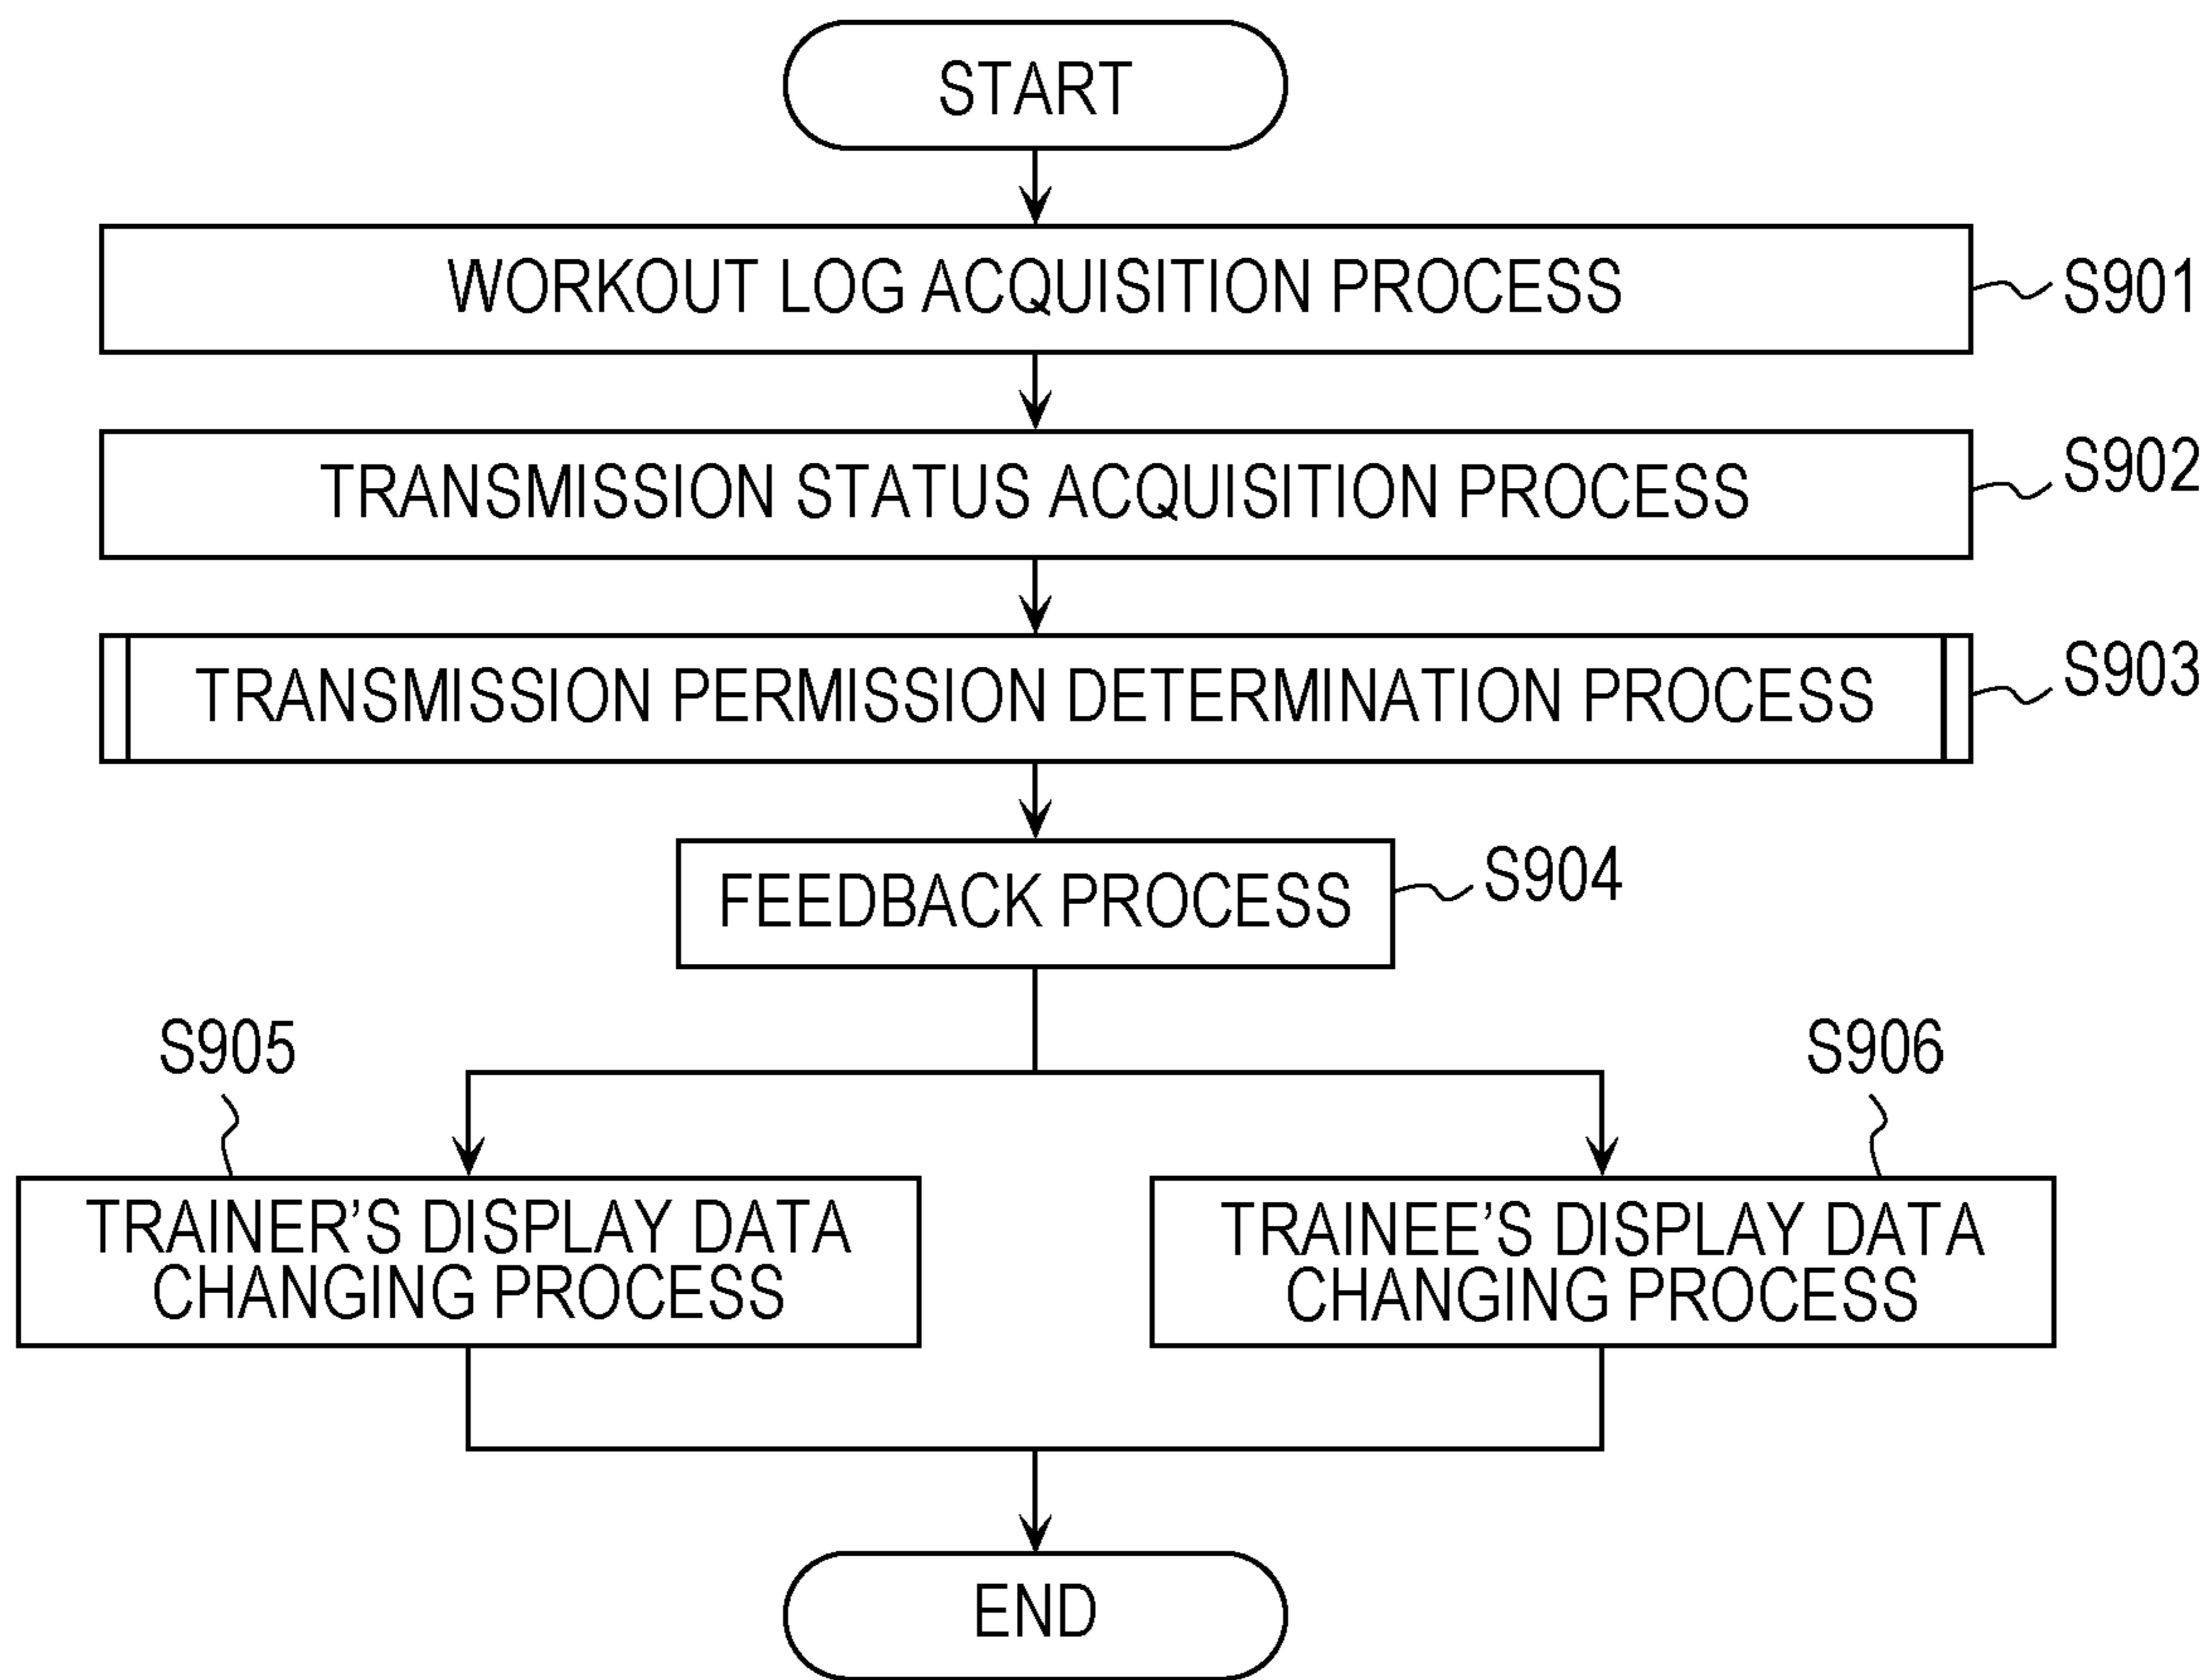 START
WORKOUT LOG ACQUISITION PROCESS
S901
TRANSMISSION STATUS ACQUISITION PROCESS
S902
TRANSMISSION PERMISSION DETERMINATION PROCESS
S903
FEEDBACK PROCESS
S904
S905
S906
TRAINER’S DISPLAY DATA
CHANGING PROCESS
TRAINEE’S DISPLAY DATA
CHANGING PROCESS
END